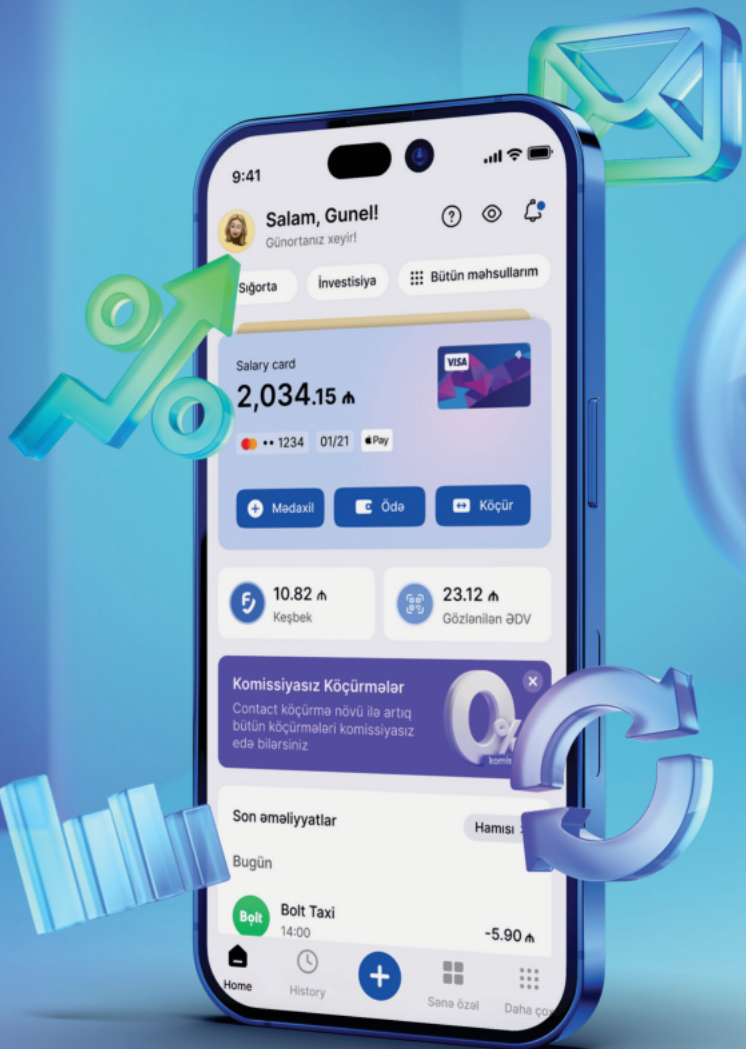 9:41
Salam, Gunel!
Günortanız xeyir!
Sığorta
İnvestisiya
Bütün məhsullarım
Salary card
VISA
2,034.15 ₼
•• 1234
01/21
Pay
Mədaxil
Ödə
Köçür
10.82 ₼
Keşbek
23.12 ₼
Gözlənilən ƏDV
Komissiyasız Köçürmələr
Contact köçürmə növü ilə artıq
bütün köçürmələri komissiyasız
edə bilərsiniz
0%
Son əməliyyatlar
Hamısı
Bugün
Bolt
Bolt Taxi
14:00
-5.90 ₼
Home
History
Sənə özəl
Daha